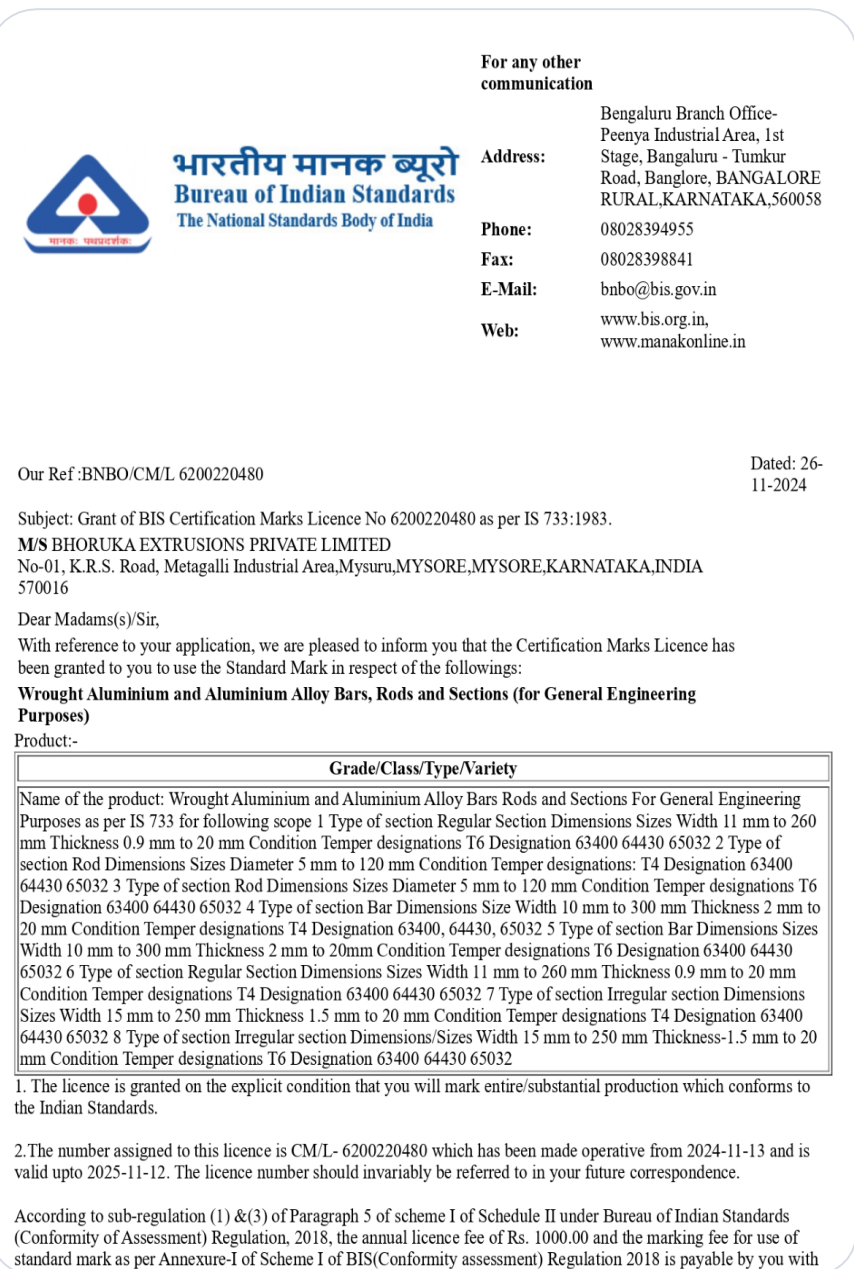 For any other
communication
Address:
Bengaluru Branch Office-
Peenya Industrial Area, 1st
Stage, Bangaluru - Tumkur
Road, Banglore, BANGALORE
RURAL,KARNATAKA,560058
Phone: 08028394955
Fax: 08028398841
E-Mail: bnbo@bis.gov.in
Web:
www.bis.org.in,
www.manakonline.in
भारतीय मानक ब्यूरो
Bureau of Indian Standards
The National Standards Body of India
मानकः पथप्रदर्शकः
Our Ref :BNBO/CM/L 6200220480
Dated: 26-
11-2024
Subject: Grant of BIS Certification Marks Licence No 6200220480 as per IS 733:1983.
M/S BHORUKA EXTRUSIONS PRIVATE LIMITED
No-01, K.R.S. Road, Metagalli Industrial Area,Mysuru,MYSORE,MYSORE,KARNATAKA,INDIA
570016
Dear Madams(s)/Sir,
With reference to your application, we are pleased to inform you that the Certification Marks Licence has
been granted to you to use the Standard Mark in respect of the followings:
Wrought Aluminium and Aluminium Alloy Bars, Rods and Sections (for General Engineering
Purposes)
Product:-
Grade/Class/Type/Variety
Name of the product: Wrought Aluminium and Aluminium Alloy Bars Rods and Sections For General Engineering
Purposes as per IS 733 for following scope 1 Type of section Regular Section Dimensions Sizes Width 11 mm to 260
mm Thickness 0.9 mm to 20 mm Condition Temper designations T6 Designation 63400 64430 65032 2 Type of
section Rod Dimensions Sizes Diameter 5 mm to 120 mm Condition Temper designations: T4 Designation 63400
64430 65032 3 Type of section Rod Dimensions Sizes Diameter 5 mm to 120 mm Condition Temper designations T6
Designation 63400 64430 65032 4 Type of section Bar Dimensions Size Width 10 mm to 300 mm Thickness 2 mm to
20 mm Condition Temper designations T4 Designation 63400, 64430, 65032 5 Type of section Bar Dimensions Sizes
Width 10 mm to 300 mm Thickness 2 mm to 20mm Condition Temper designations T6 Designation 63400 64430
65032 6 Type of section Regular Section Dimensions Sizes Width 11 mm to 260 mm Thickness 0.9 mm to 20 mm
Condition Temper designations T4 Designation 63400 64430 65032 7 Type of section Irregular section Dimensions
Sizes Width 15 mm to 250 mm Thickness 1.5 mm to 20 mm Condition Temper designations T4 Designation 63400
64430 65032 8 Type of section Irregular section Dimensions/Sizes Width 15 mm to 250 mm Thickness-1.5 mm to 20
mm Condition Temper designations T6 Designation 63400 64430 65032
1. The licence is granted on the explicit condition that you will mark entire/substantial production which conforms to
the Indian Standards.
2.The number assigned to this licence is CM/L- 6200220480 which has been made operative from 2024-11-13 and is
valid upto 2025-11-12. The licence number should invariably be referred to in your future correspondence.
According to sub-regulation (1) &(3) of Paragraph 5 of scheme I of Schedule II under Bureau of Indian Standards
(Conformity of Assessment) Regulation, 2018, the annual licence fee of Rs. 1000.00 and the marking fee for use of
standard mark as per Annexure-I of Scheme I of BIS(Conformity assessment) Regulation 2018 is payable by you with